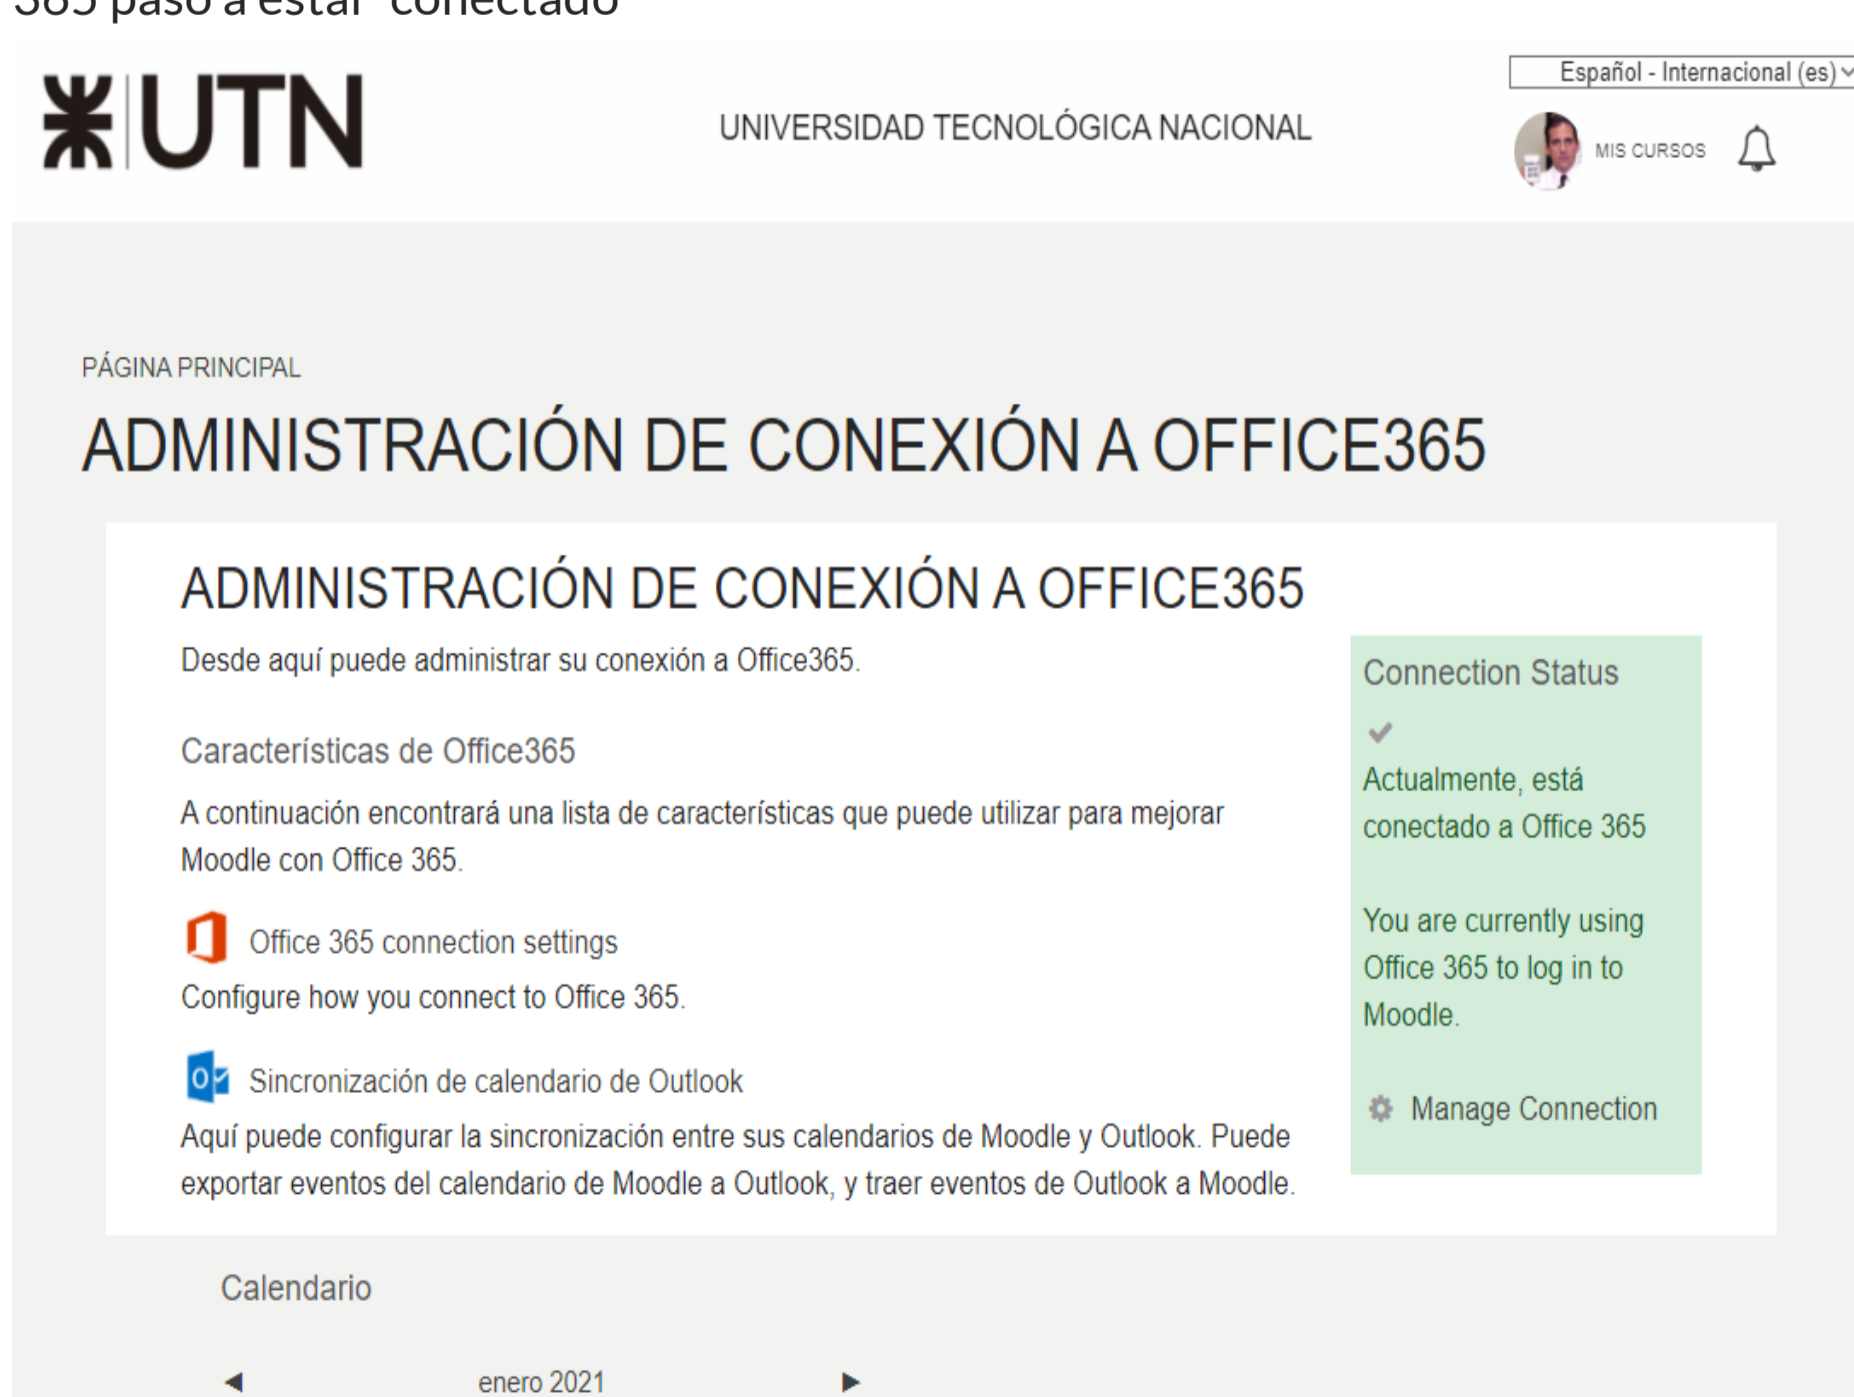 365 pasó a estar "conectado"
UTN
UNIVERSIDAD TECNOLÓGICA NACIONAL
Español - Internacional (es)
MIS CURSOS
PÁGINA PRINCIPAL
ADMINISTRACIÓN DE CONEXIÓN A OFFICE365
ADMINISTRACIÓN DE CONEXIÓN A OFFICE365
Desde aquí puede administrar su conexión a Office365.
Características de Office365
A continuación encontrará una lista de características que puede utilizar para mejorar
Moodle con Office 365.
Office 365 connection settings
Configure how you connect to Office 365.
Sincronización de calendario de Outlook
Aquí puede configurar la sincronización entre sus calendarios de Moodle y Outlook. Puede
exportar eventos del calendario de Moodle a Outlook, y traer eventos de Outlook a Moodle.
Connection Status
Actualmente, está
conectado a Office 365
You are currently using
Office 365 to log in to
Moodle.
Manage Connection
Calendario
enero 2021